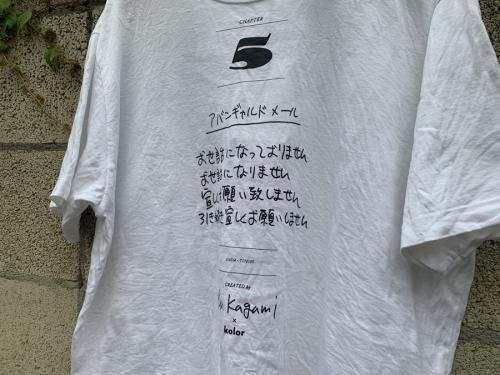 CHAPTER
5
アバンギャルドメール
お世話になっておりません
お世話になりません
宜しくお願い致しません
引き続き宜しくお願いしません
CREATED BY
Kagami
×
kolor